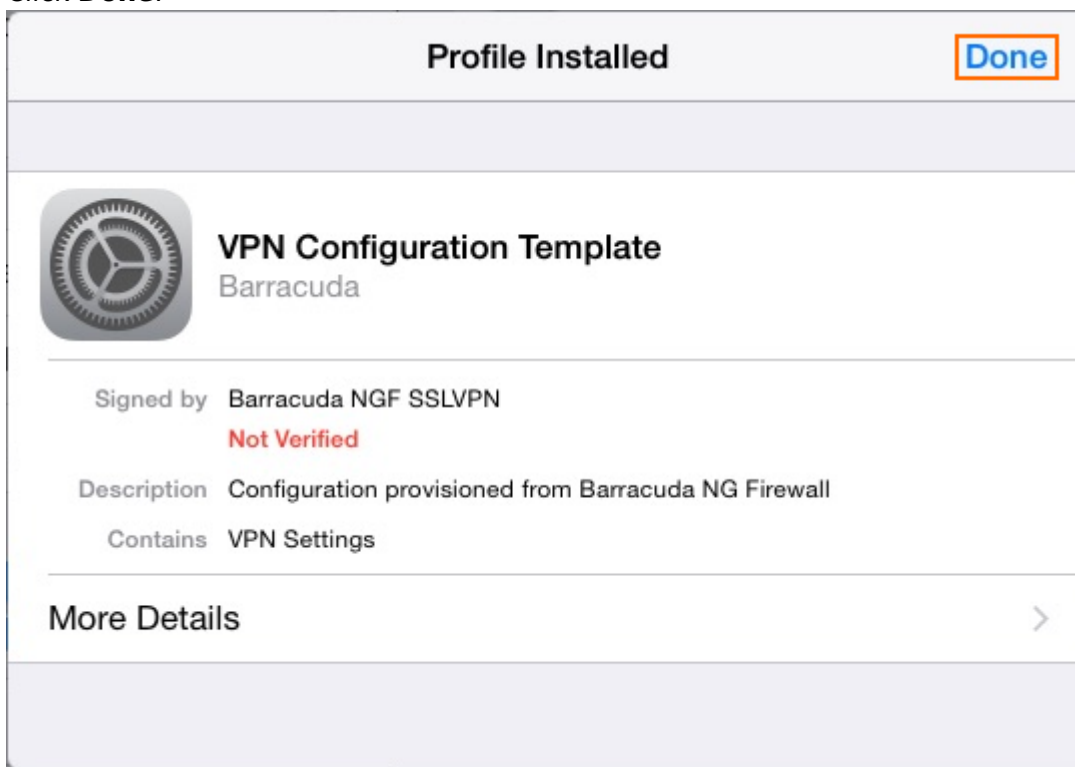 Profile Installed
Done
VPN Configuration Template
Barracuda
Signed by Barracuda NGF SSLVPN
Not Verified
Description Configuration provisioned from Barracuda NG Firewall
Contains VPN Settings
More Details